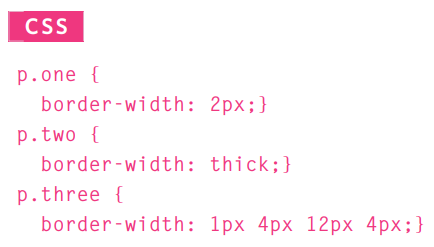 CSS
p.one {
  border-width: 2px;}
p.two {
  border-width: thick;}
p.three {
  border-width: 1px 4px 12px 4px;}